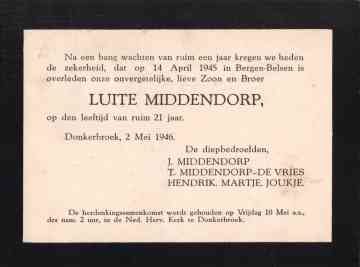 Na een bang wachten van ruim een jaar kregen we heden
de zekerheid, dat op 14 April 1945 in Bergen-Belsen is
overleden onze onvergetelijke, lieve Zoon en Broer
LUITE MIDDENDORP,
op den leeftijd van ruim 21 jaar.
Donkerbroek, 2 Mei 1946.
De diepbedroefden,
J. MIDDENDORP
T. MIDDENDORP-DE VRIES
HENDRIK. MARTJE. JOUKJE.
De herdenkingssamenkomst wordt gehouden op Vrijdag 10 Mei a.s.,
des nam. 2 uur, in de Ned. Herv. Kerk te Donkerbroek.